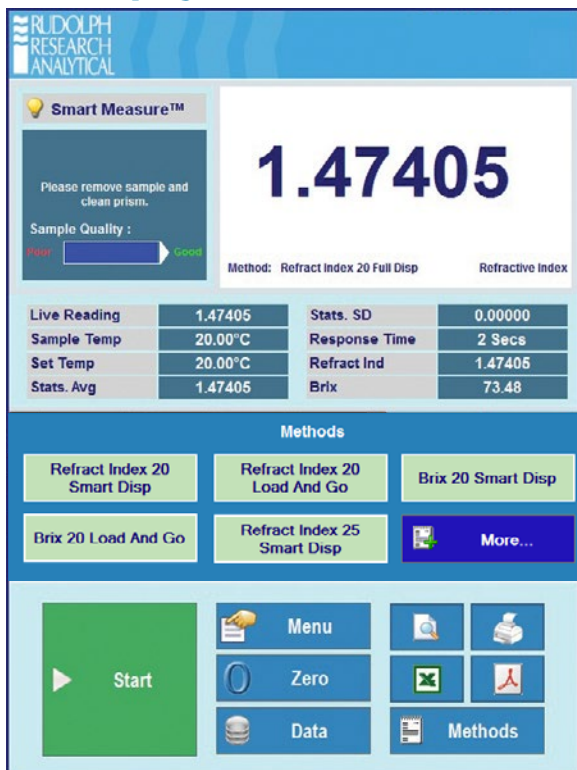 RUDOLPH
RESEARCH
ANALYTICAL
Smart Measure™
Please remove sample and
clean prism.
Sample Quality :
Poor Good
1.47405
Method: Refract Index 20 Full Disp Refractive Index
Live Reading 1.47405 Stats. SD 0.00000
Sample Temp 20.00°C Response Time 2 Secs
Set Temp 20.00°C Refract Ind 1.47405
Stats. Avg 1.47405 Brix 73.48
Methods
Refract Index 20
Smart Disp
Refract Index 20
Load And Go
Brix 20 Smart Disp
Brix 20 Load And Go
Refract Index 25
Smart Disp
More...
Start
Menu
Zero
Data
Methods